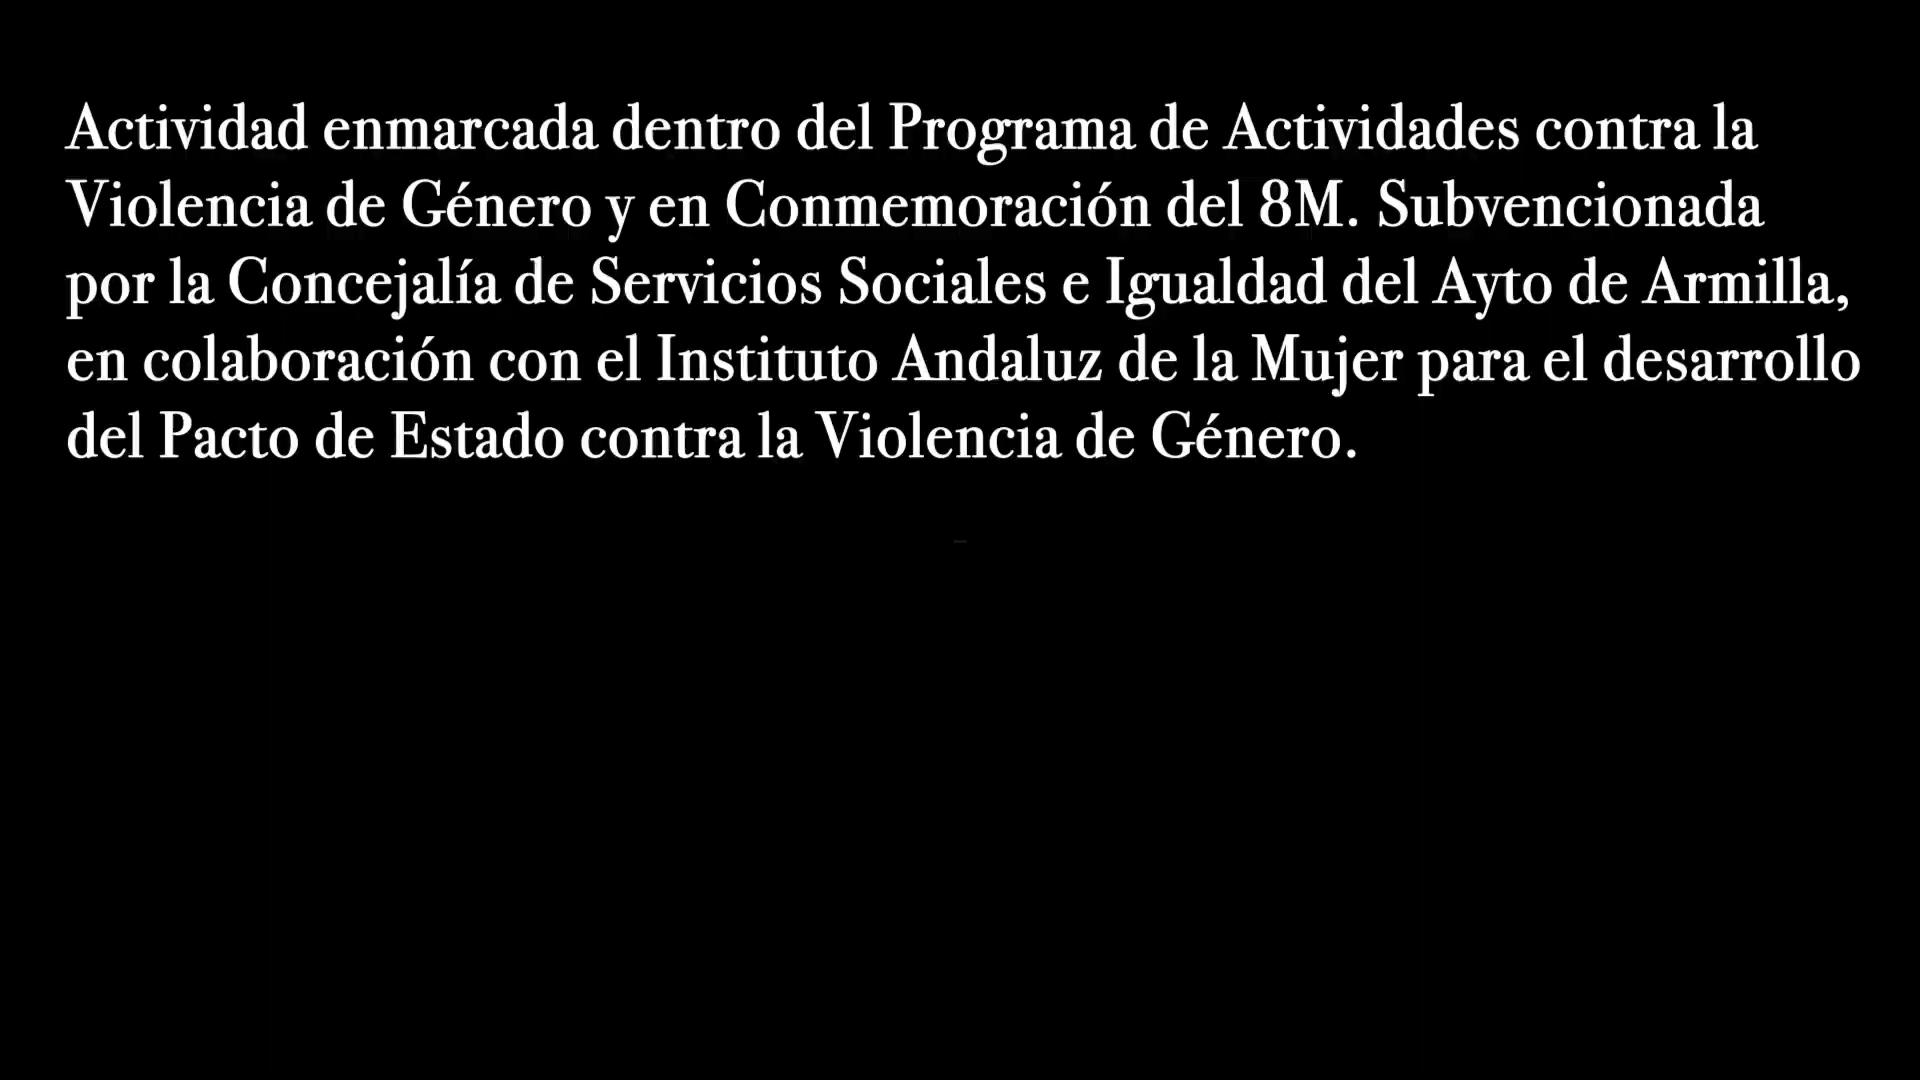 Actividad enmarcada dentro del Programa de Actividades contra la
Violencia de Género y en Conmemoración del 8M. Subvencionada
por la Concejalía de Servicios Sociales e Igualdad del Ayto de Armilla,
en colaboración con el Instituto Andaluz de la Mujer para el desarrollo
del Pacto de Estado contra la Violencia de Género.